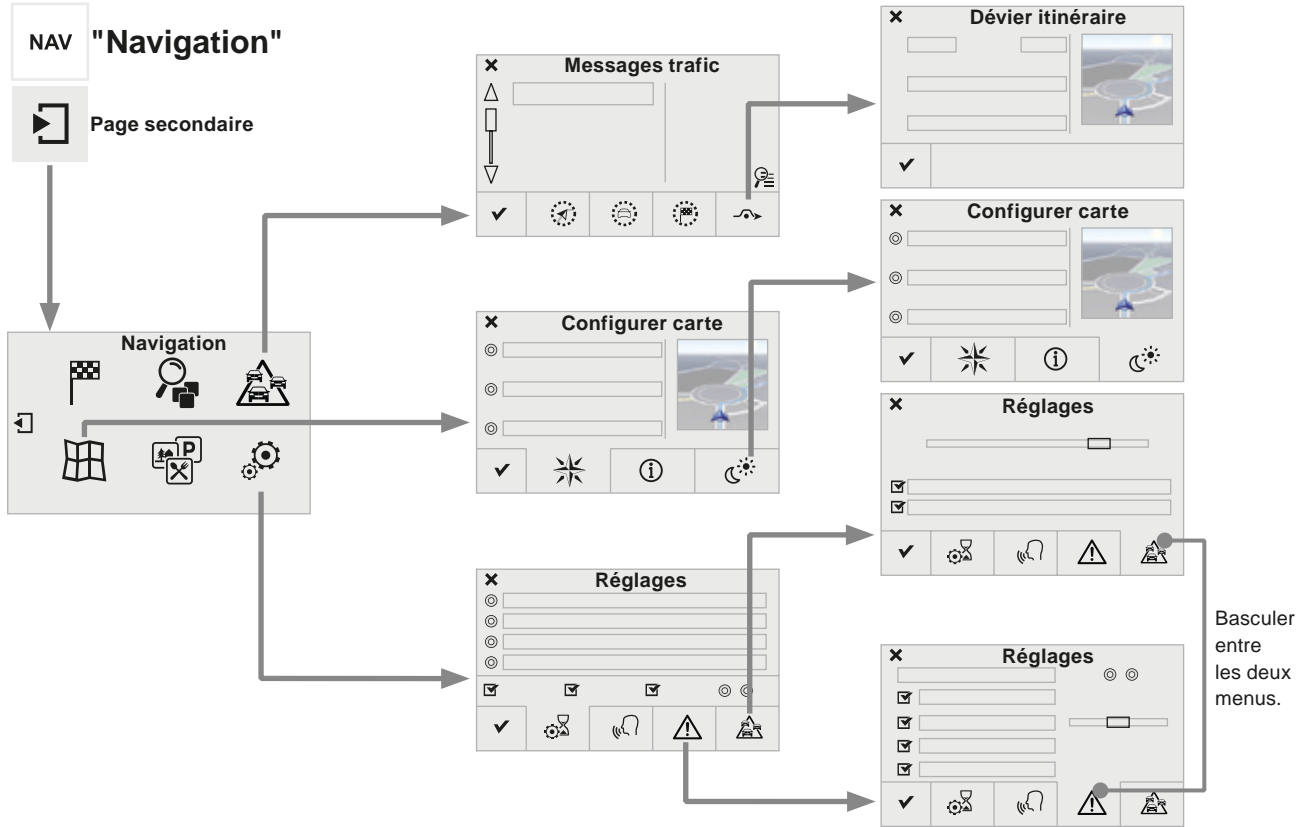 NAV "Navigation"
Page secondaire
Messages trafic
Dévier itinéraire
Navigation
P
Configurer carte
Configurer carte
Réglages
Réglages
Réglages
Basculer
entre
les deux
menus.